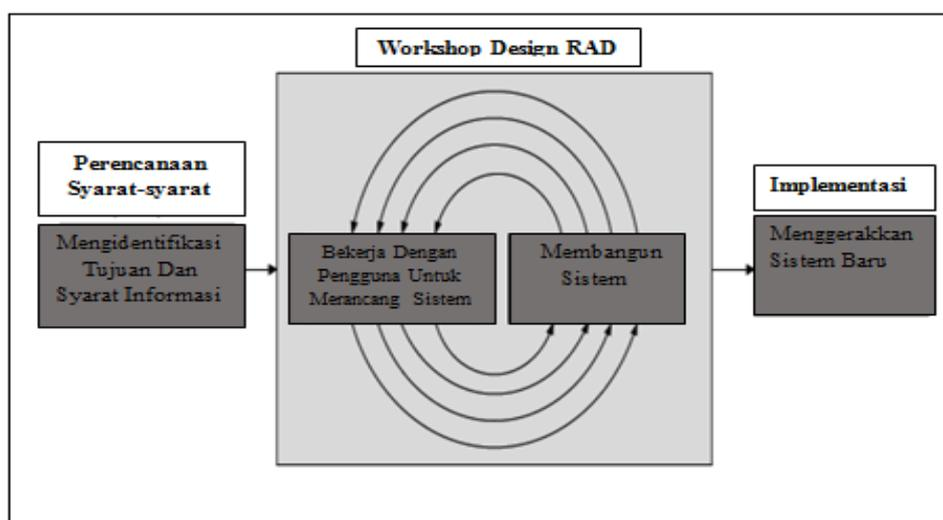 Workshop Design RAD
Perencanaan
Syarat-syarat
Mengidentifikasi
Tujuan Dan
Syarat Informasi
Bekerja Dengan
Pengguna Untuk
Merancang Sistem
Membangun
Sistem
Implementasi
Menggerakkan
Sistem Baru